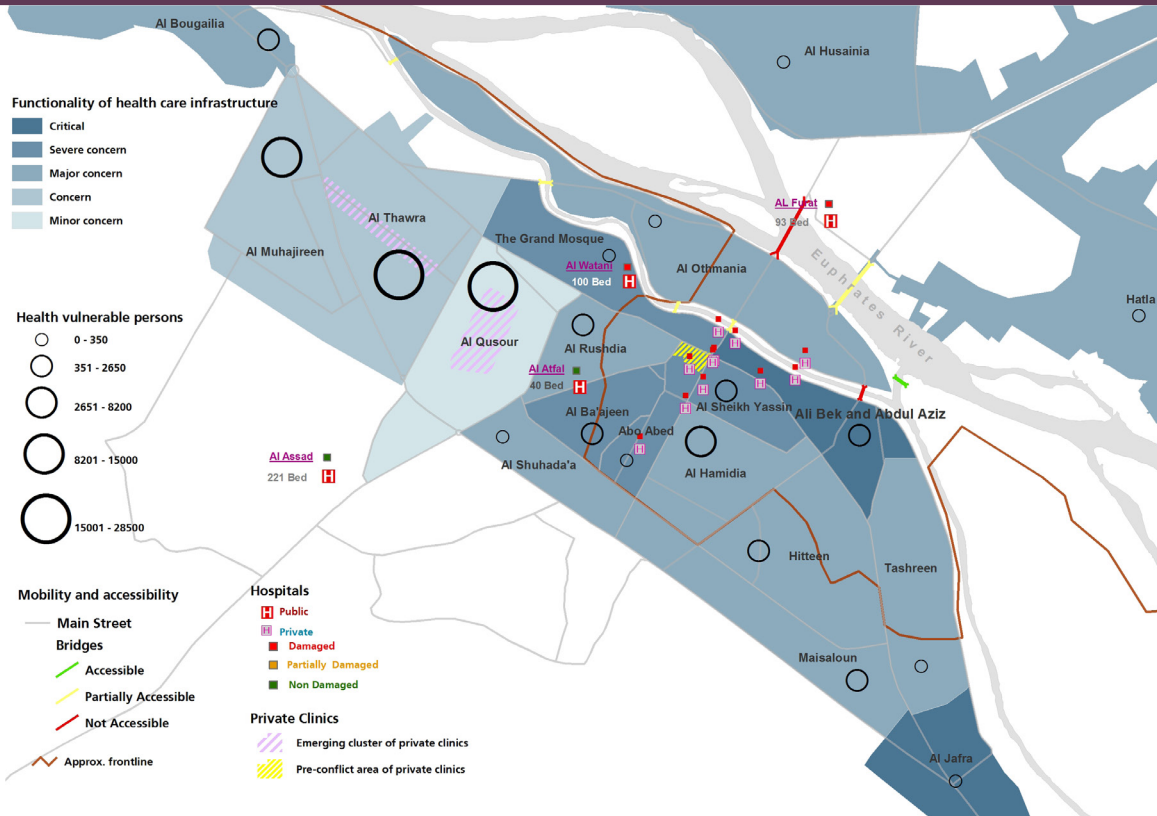 Al Bougailia
Al Husainia
Functionality of health care infrastructure
Critical
Severe concern
Major concern
Concern
Minor concern
AL Furat
93 Bed
Al Thawra
The Grand Mosque
Al Muhajireen
Al Watani
100 Bed
Al Othmania
Euphrates River
Hatla
Health vulnerable persons
0 - 350
351 - 2650
2651 - 8200
8201 - 15000
15001 - 28500
Al Qusour
Al Rushdia
Al Atfal
40 Bed
Al Ba'ajeen
Al Sheikh Yassin
Ali Bek and Abdul Aziz
Abo Abed
Al Assad
221 Bed
Al Shuhada'a
Al Hamidia
Hitteen
Tashreen
Mobility and accessibility
Main Street
Bridges
Accessible
Partially Accessible
Not Accessible
Approx. frontline
Hospitals
H Public
H Private
Damaged
Partially Damaged
Non Damaged
Private Clinics
Emerging cluster of private clinics
Pre-conflict area of private clinics
Maisaloun
Al Jafra
H
H
H
H
H
H
H
H
H
H
H
H
H
H